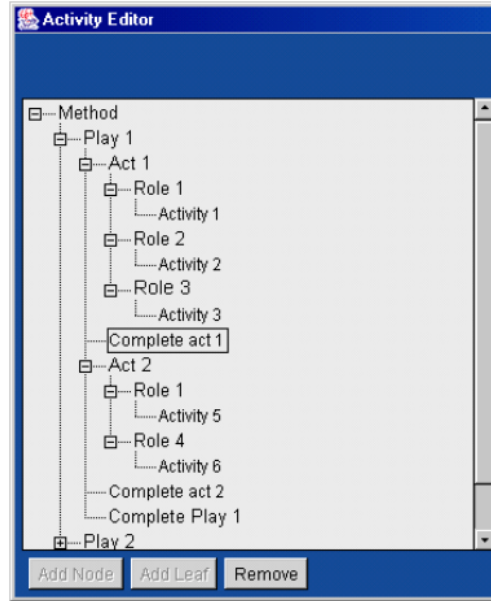 Activity Editor
Method
Play 1
Act 1
Role 1
Activity 1
Role 2
Activity 2
Role 3
Activity 3
Complete act 1
Act 2
Role 1
Activity 5
Role 4
Activity 6
Complete act 2
Complete Play 1
Play 2
Add Node Add Leaf Remove